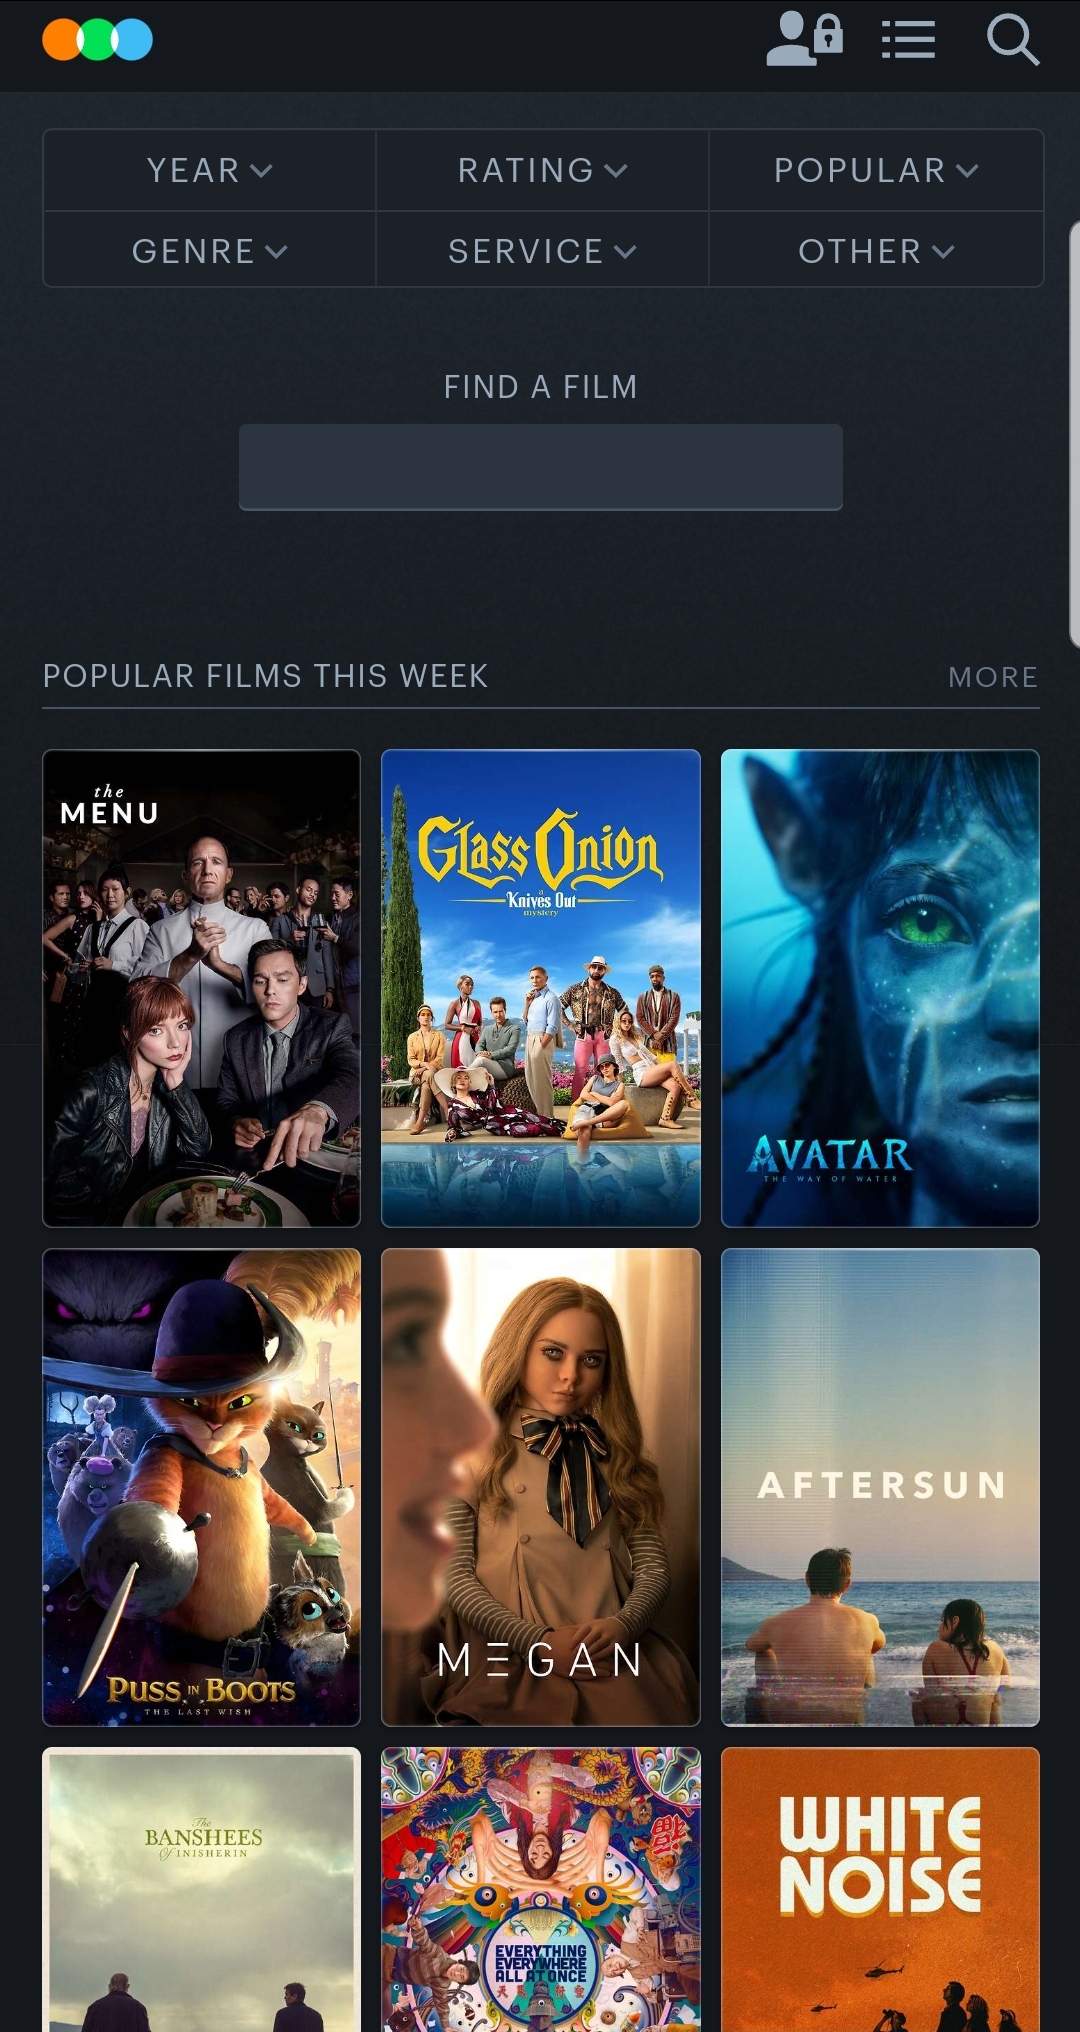 YEAR
RATING
POPULAR
GENRE
SERVICE
OTHER
FIND A FILM
POPULAR FILMS THIS WEEK
MORE
the
MENU
Glass Onion
a
Knives Out
mystery
AVATAR
THE WAY OF WATER
PUSS IN BOOTS
THE LAST WISH
MEGAN
AFTERSUN
The
BANSHEES
Of INISHERIN
福
EVERYTHING
EVERYWHERE
ALL AT ONCE
WHITE
NOISE